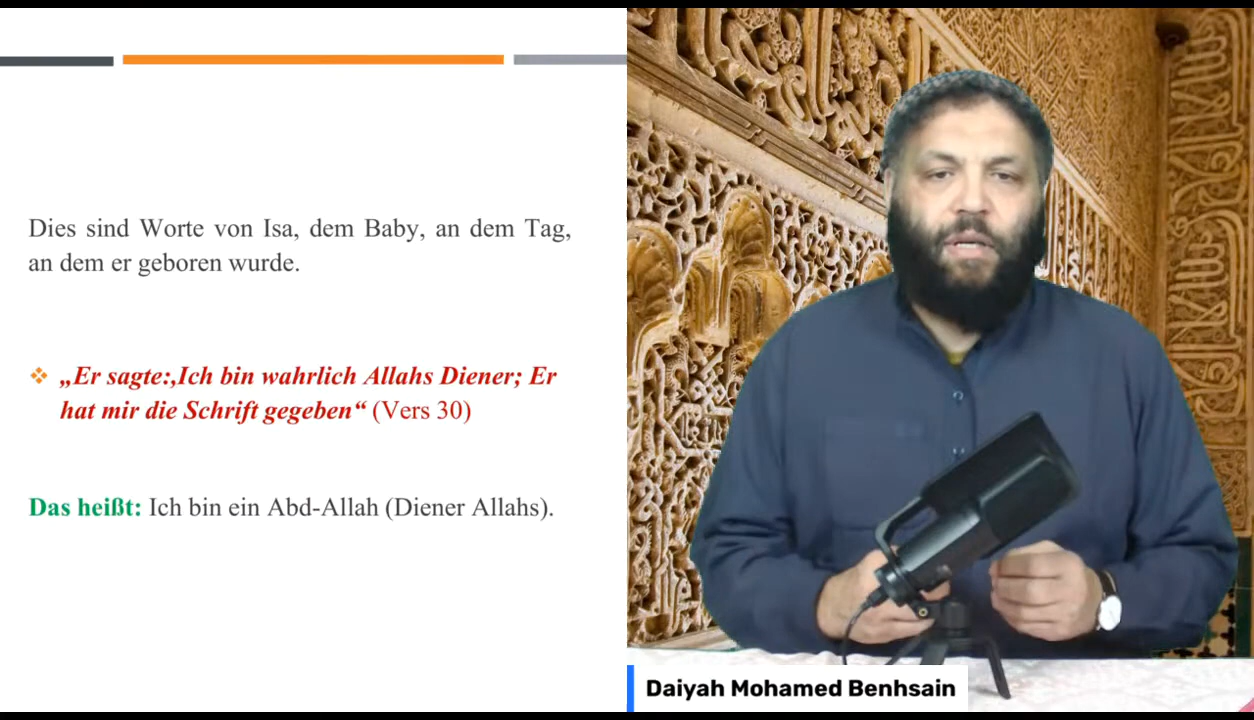 Dies sind Worte von Isa, dem Baby, an dem Tag,
an dem er geboren wurde.
„Er sagte:‚Ich bin wahrlich Allahs Diener; Er
hat mir die Schrift gegeben“ (Vers 30)
Das heißt: Ich bin ein Abd-Allah (Diener Allahs).
Daiyah Mohamed Benhsain